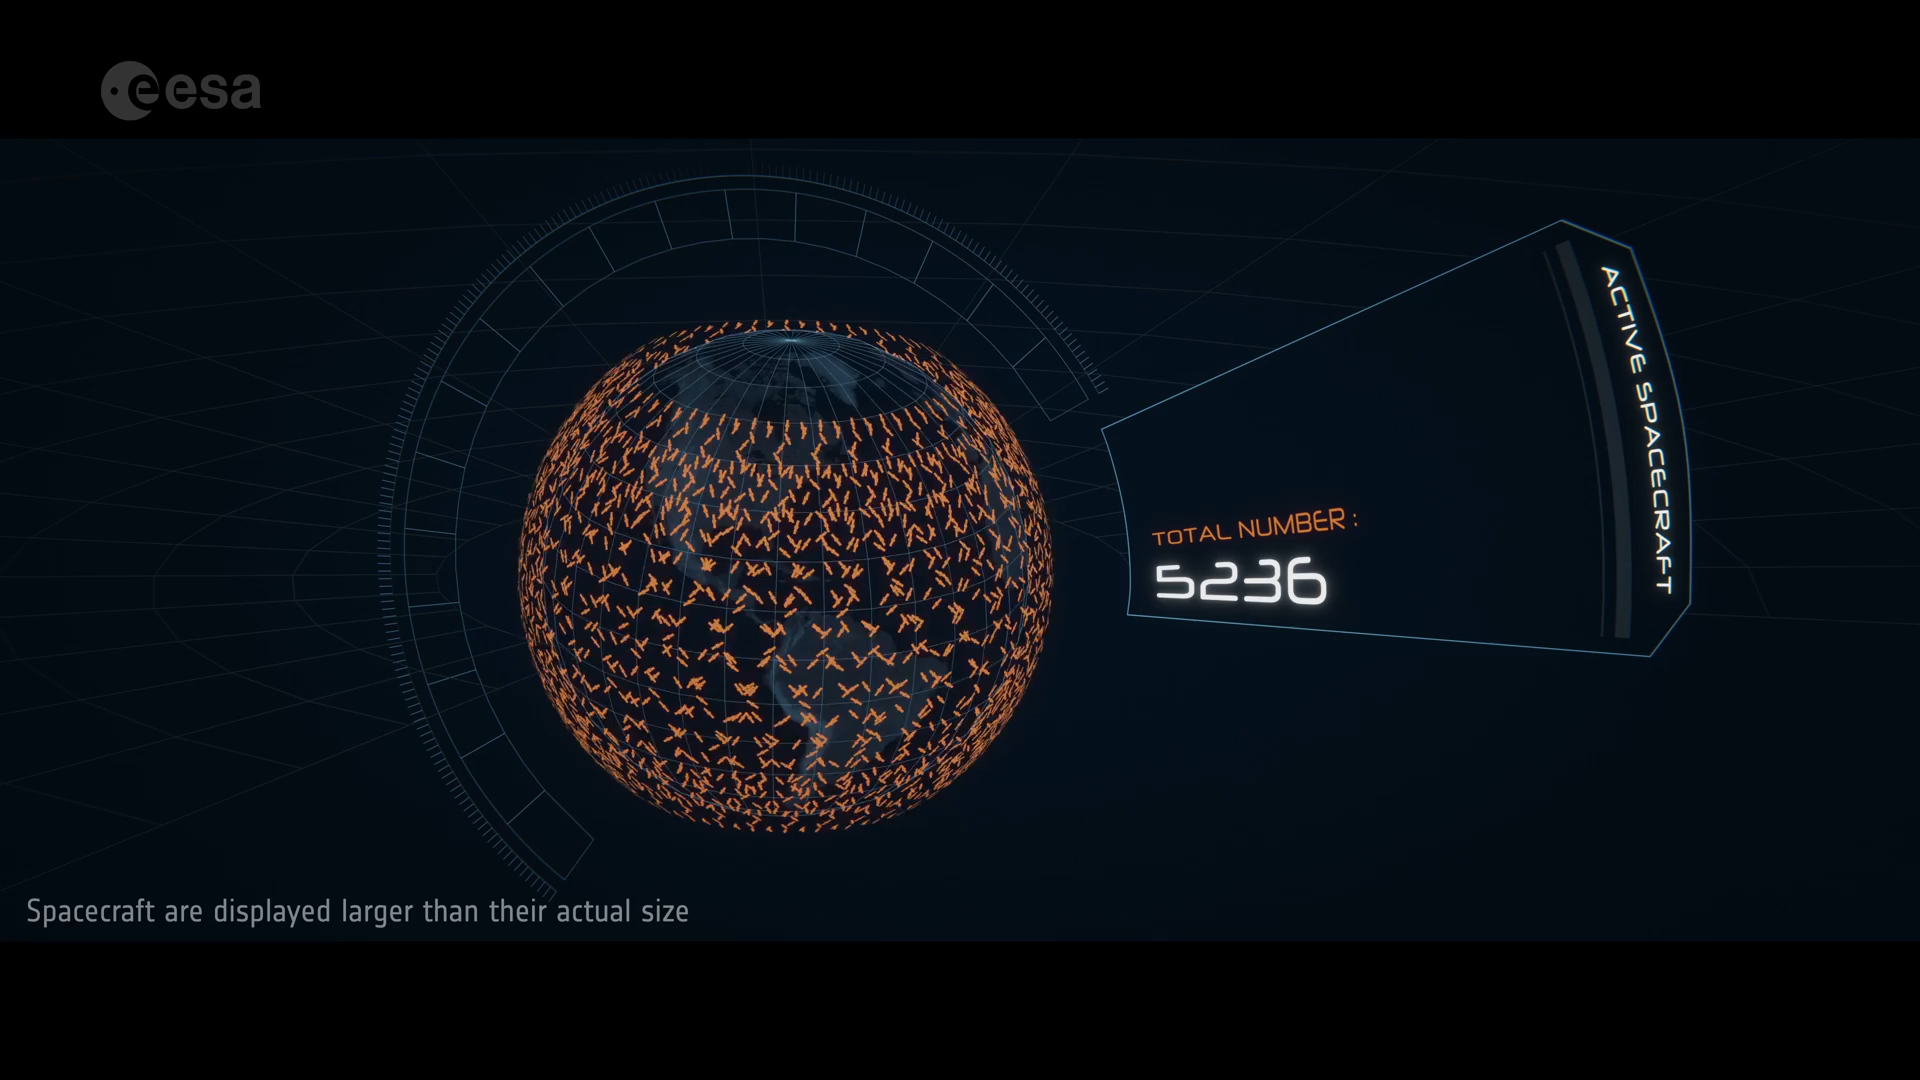 esa
ACTIVE SPACECRAFT
TOTAL NUMBER :
5236
Spacecraft are displayed larger than their actual size